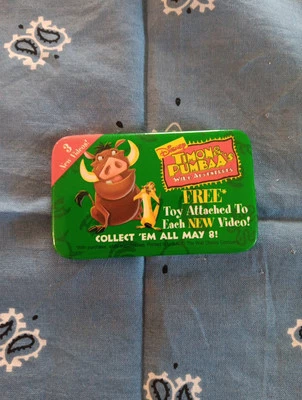 3
New Videos!
Disney's
TIMON &
PUMBAA'S
WILD ADVENTURES
FREE*
Toy Attached To
Each NEW Video!
COLLECT 'EM ALL MAY 8!